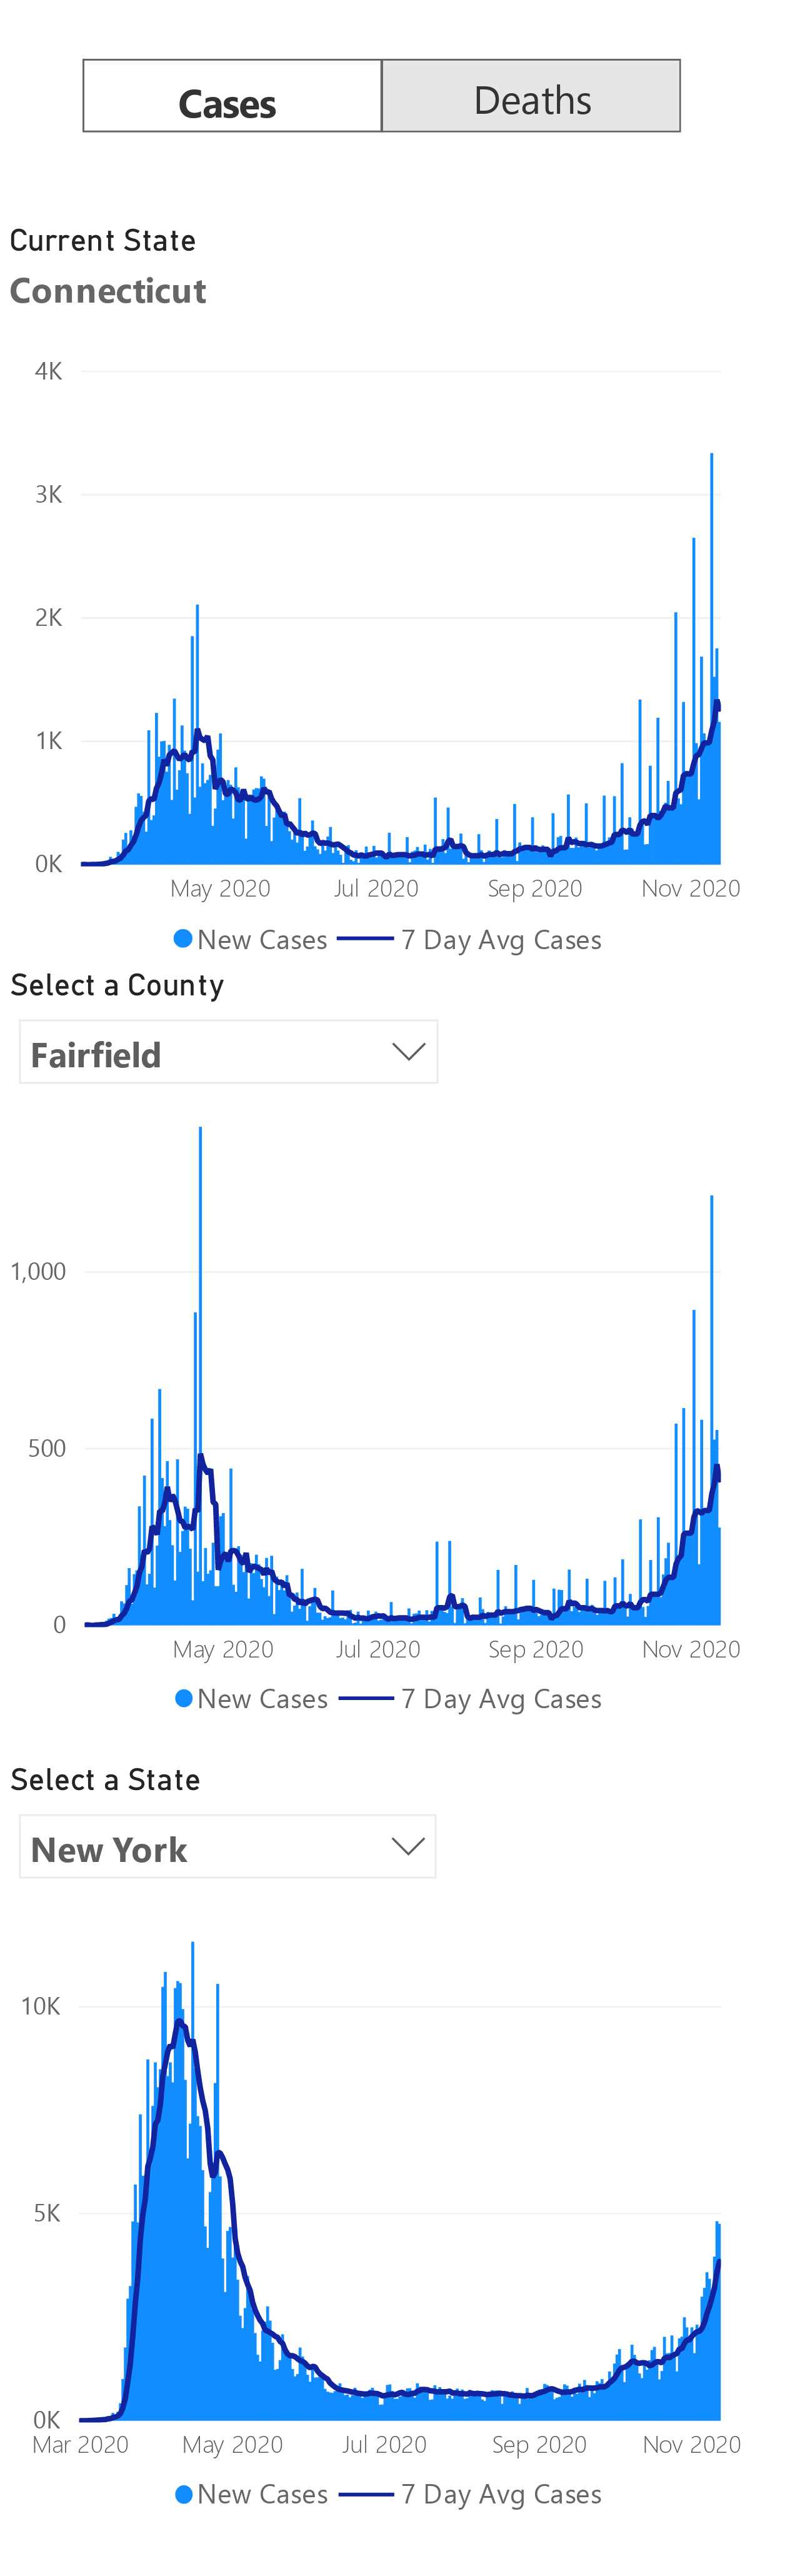 Cases Deaths
Current State
Connecticut
4K
3K
2K
1K
0K
May 2020 Jul 2020 Sep 2020 Nov 2020
New Cases 7 Day Avg Cases
Select a County
Fairfield
1,000
500
0
May 2020 Jul 2020 Sep 2020 Nov 2020
New Cases 7 Day Avg Cases
Select a State
New York
10K
5K
0K
Mar 2020 May 2020 Jul 2020 Sep 2020 Nov 2020
New Cases 7 Day Avg Cases